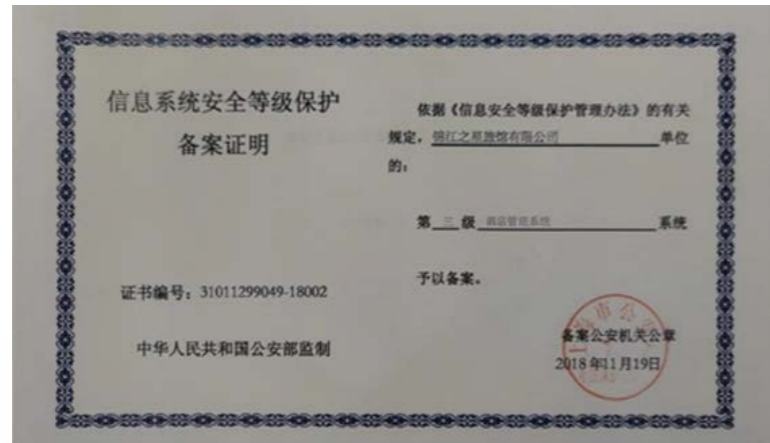 信息系统安全等级保护
备案证明
证书编号：31011299049-18002
中华人民共和国公安部监制
依据《信息安全等级保护管理办法》的有关
规定，锦江之星旅馆有限公司单位
的：
第三级酒店管理系统系统
予以备案。
备案公安机关公章
2018年11月19日